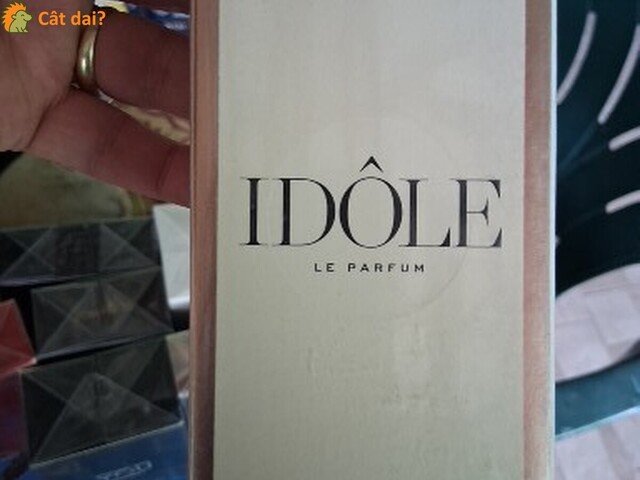 Cât dai?
IDÔLE
LE PARFUM